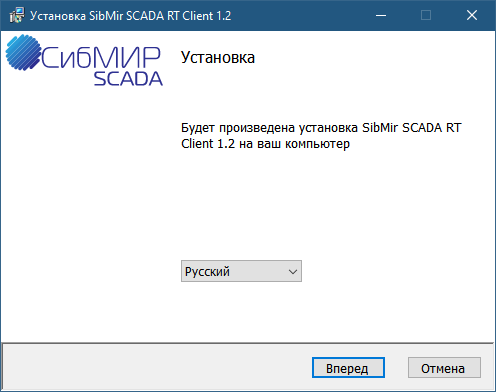 Установка SibMir SCADA RT Client 1.2
СибМИР
SCADA
Установка
Будет произведена установка SibMir SCADA RT
Client 1.2 на ваш компьютер
Русский
Вперед
Отмена